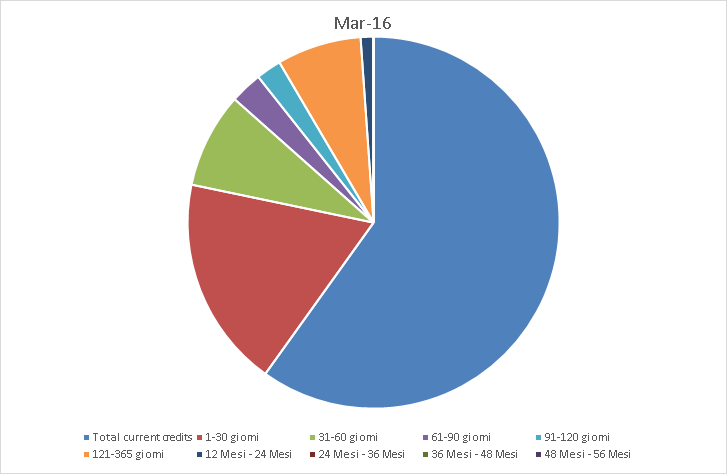 Mar-16
Total current credits 1-30 giorni 31-60 giorni 61-90 giorni 91-120 giorni
121-365 giorni 12 Mesi - 24 Mesi 24 Mesi - 36 Mesi 36 Mesi - 48 Mesi 48 Mesi - 56 Mesi